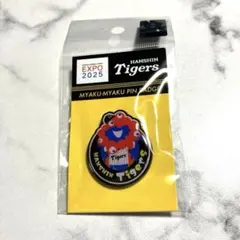 EXPO
2025
HANSHIN
Tigers
MYAKU-MYAKU PIN BADGE
Tigers
HANSHIN Tigers